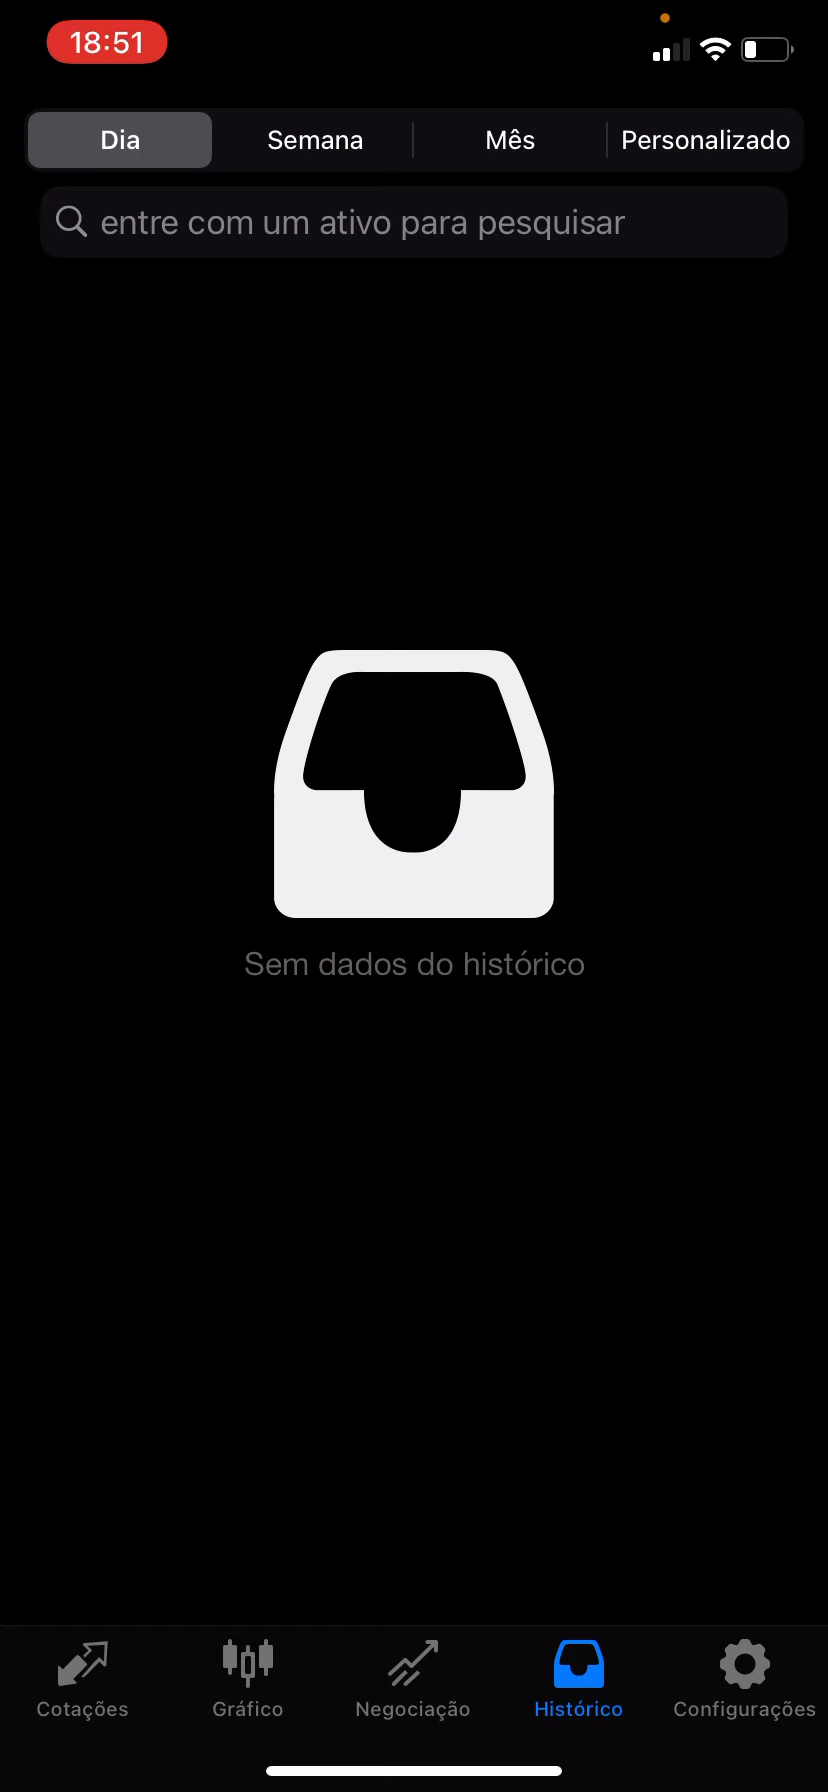 18:51
Dia Semana Mês Personalizado
entre com um ativo para pesquisar
Sem dados do histórico
Cotações Gráfico Negociação Histórico Configurações